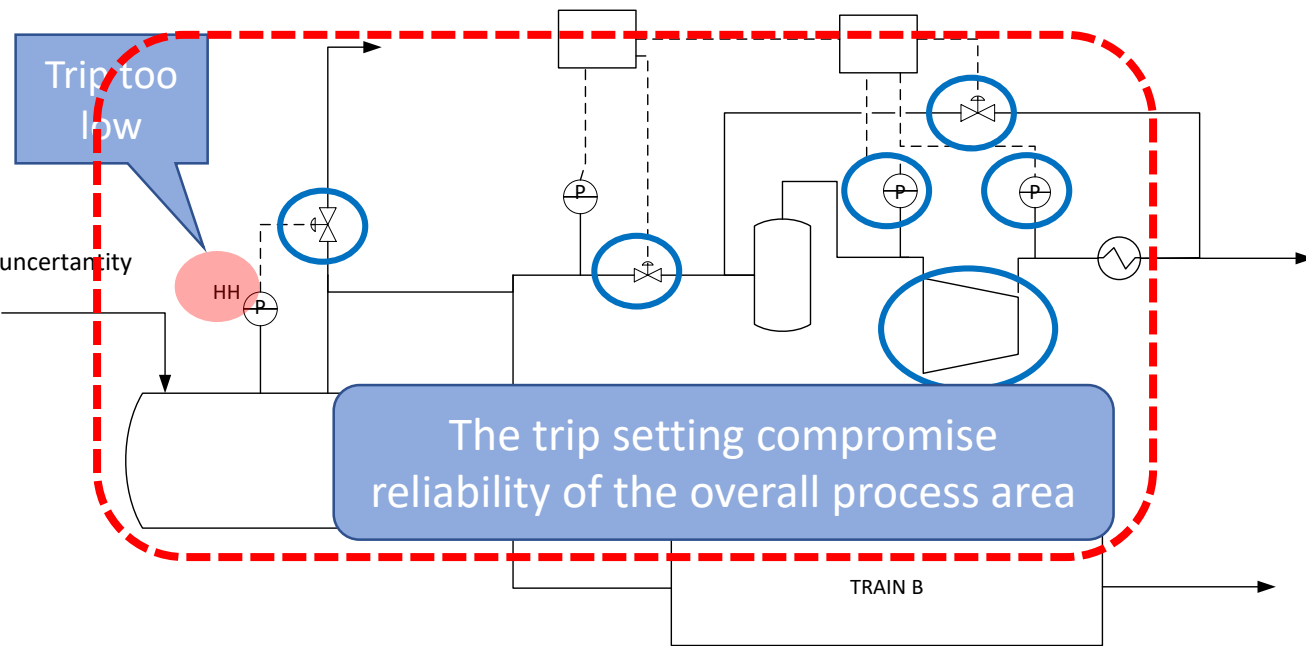 Trip too
low
P
P
P
uncertantity
HH
P
The trip setting compromise
reliability of the overall process area
TRAIN B